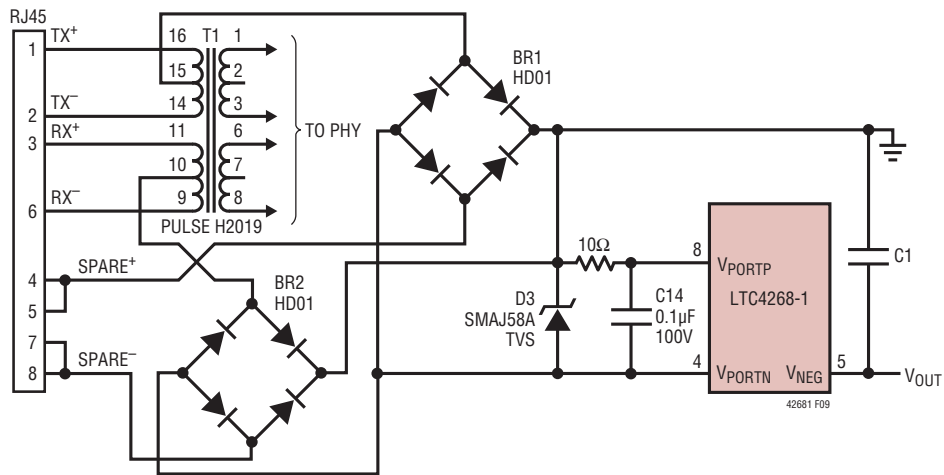 RJ45
1
TX+
16
T1
1
15
2
2
TX−
14
3
3
RX+
11
6
10
7
6
RX−
9
8
TO PHY
PULSE H2019
BR1
HD01
4
SPARE+
5
7
8
SPARE−
BR2
HD01
10Ω
D3
SMAJ58A
TVS
C14
0.1µF
100V
8
VPORTP
LTC4268-1
4
VPORTN
VNEG
5
C1
VOUT
42681 F09